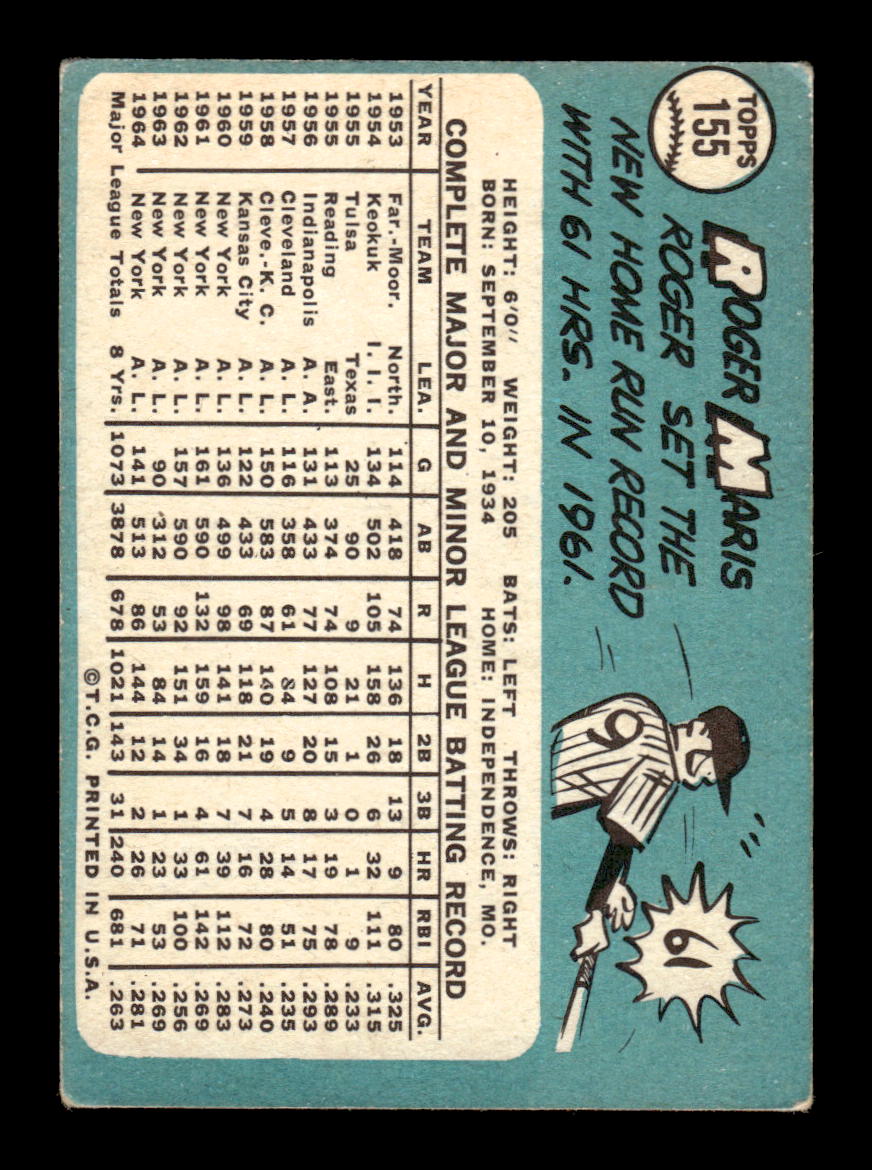 TOPPS
155
ROGER MARIS
ROGER SET THE
NEW HOME RUN RECORD
WITH 61 HRS. IN 1961.
9
61
HEIGHT: 6'0" WEIGHT: 205 BATS: LEFT THROWS: RIGHT
BORN: SEPTEMBER 10, 1934 HOME: INDEPENDENCE, MO.
COMPLETE MAJOR AND MINOR LEAGUE BATTING RECORD
YEAR TEAM LEA. G AB R H 2B 3B HR RBI AVG.
1953 Far.-Moor. North. 114 418 74 136 18 13 9 80 .325
1954 Keokuk I. I. I. 134 502 105 158 26 6 32 111 .315
1955 Tulsa Texas 25 90 9 21 1 0 1 9 .233
1955 Reading East. 113 374 74 108 15 3 19 78 .289
1956 Indianapolis A. A. 131 433 77 127 20 8 17 75 .293
1957 Cleveland A. L. 116 358 61 84 9 5 14 51 .235
1958 Cleve.-K. C. A. L. 150 583 87 140 19 4 28 80 .240
1959 Kansas City A. L. 122 433 69 118 21 7 16 72 .273
1960 New York A. L. 136 499 98 141 18 7 39 112 .283
1961 New York A. L. 161 590 132 159 16 4 61 142 .269
1962 New York A. L. 157 590 92 151 34 1 33 100 .256
1963 New York A. L. 90 312 53 84 14 1 23 53 .269
1964 New York A. L. 141 513 86 144 12 2 26 71 .281
Major League Totals 8 Yrs. 1073 3878 678 1021 143 31 240 681 .263
©T.C.G. PRINTED IN U.S.A.